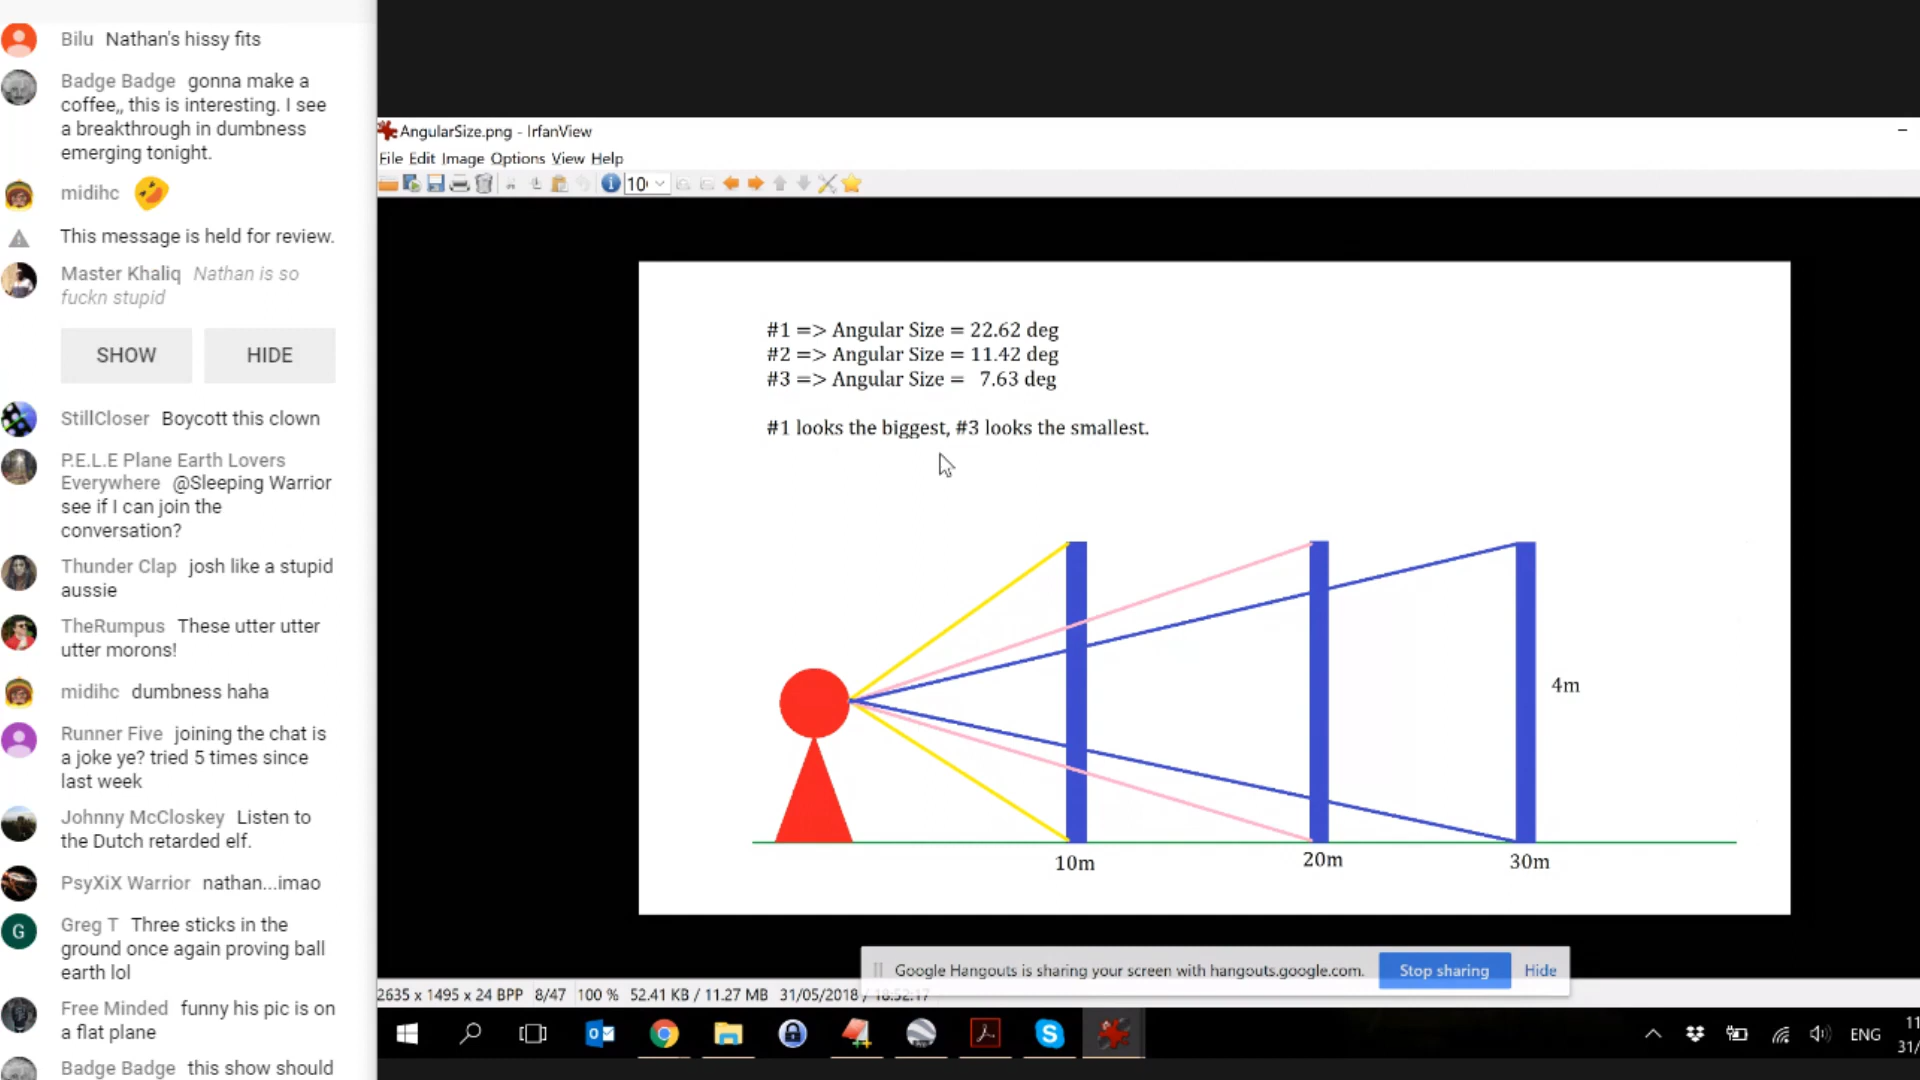 Bilu Nathan's hissy fits
Badge Badge gonna make a
coffee,, this is interesting. I see
a breakthrough in dumbness
emerging tonight.
midihc
This message is held for review.
Master Khaliq Nathan is so
fuckn stupid
SHOW HIDE
StillCloser Boycott this clown
P.E.L.E Plane Earth Lovers
Everywhere @Sleeping Warrior
see if I can join the
conversation?
Thunder Clap josh like a stupid
aussie
TheRumpus These utter utter
utter morons!
midihc dumbness haha
Runner Five joining the chat is
a joke ye? tried 5 times since
last week
Johnny McCloskey Listen to
the Dutch retarded elf.
PsyXiX Warrior nathan...imao
G
Greg T Three sticks in the
ground once again proving ball
earth lol
Free Minded funny his pic is on
a flat plane
Badge Badge this show should
AngularSize.png - IrfanView
File Edit Image Options View Help
10
#1 => Angular Size = 22.62 deg
#2 => Angular Size = 11.42 deg
#3 => Angular Size = 7.63 deg
#1 looks the biggest, #3 looks the smallest.
4m
10m 20m 30m
Google Hangouts is sharing your screen with hangouts.google.com. Stop sharing Hide
2635 x 1495 x 24 BPP 8/47 100 % 52.41 KB / 11.27 MB 31/05/2018 / 18:52:17
ENG
11
31/